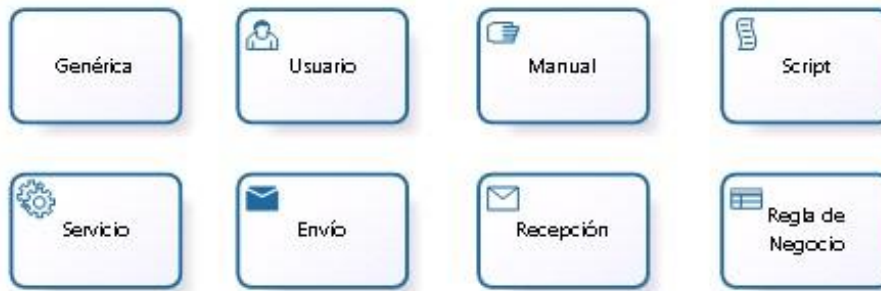 Genérica
Usuario
Manual
Script
Servicio
Envío
Recepción
Regla de
Negocio